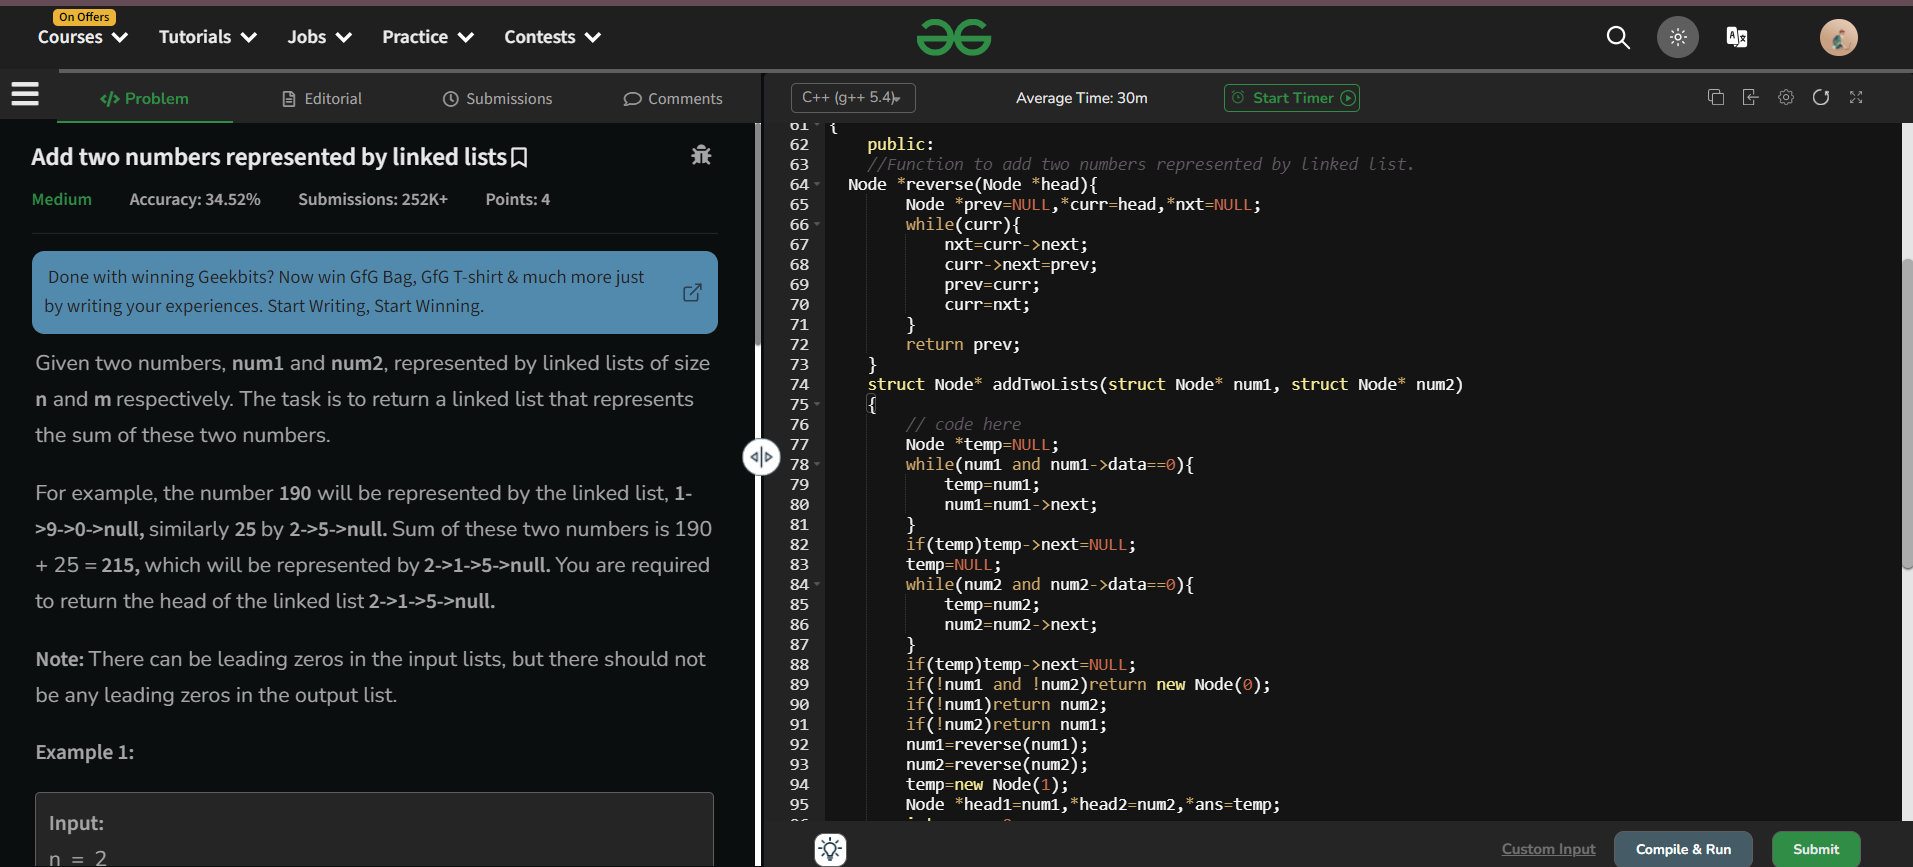 On Offers
Courses Tutorials Jobs Practice Contests
Problem Editorial Submissions Comments
Add two numbers represented by linked lists
Medium Accuracy: 34.52% Submissions: 252K+ Points: 4
Done with winning Geekbits? Now win GfG Bag, GfG T-shirt & much more just
by writing your experiences. Start Writing, Start Winning.
Given two numbers, num1 and num2, represented by linked lists of size
n and m respectively. The task is to return a linked list that represents
the sum of these two numbers.
For example, the number 190 will be represented by the linked list, 1-
>9->0->null, similarly 25 by 2->5->null. Sum of these two numbers is 190
+ 25 = 215, which will be represented by 2->1->5->null. You are required
to return the head of the linked list 2->1->5->null.
Note: There can be leading zeros in the input lists, but there should not
be any leading zeros in the output list.
Example 1:
Input:
n = 2
C++ (g++ 5.4) Average Time: 30m Start Timer
61 {
62 public:
63 //Function to add two numbers represented by linked list.
64 Node *reverse(Node *head){
65 Node *prev=NULL,*curr=head,*nxt=NULL;
66 while(curr){
67 nxt=curr->next;
68 curr->next=prev;
69 prev=curr;
70 curr=nxt;
71 }
72 return prev;
73 }
74 struct Node* addTwoLists(struct Node* num1, struct Node* num2)
75 {
76 // code here
77 Node *temp=NULL;
78 while(num1 and num1->data==0){
79 temp=num1;
80 num1=num1->next;
81 }
82 if(temp)temp->next=NULL;
83 temp=NULL;
84 while(num2 and num2->data==0){
85 temp=num2;
86 num2=num2->next;
87 }
88 if(temp)temp->next=NULL;
89 if(!num1 and !num2)return new Node(0);
90 if(!num1)return num2;
91 if(!num2)return num1;
92 num1=reverse(num1);
93 num2=reverse(num2);
94 temp=new Node(1);
95 Node *head1=num1,*head2=num2,*ans=temp;
Custom Input Compile & Run Submit